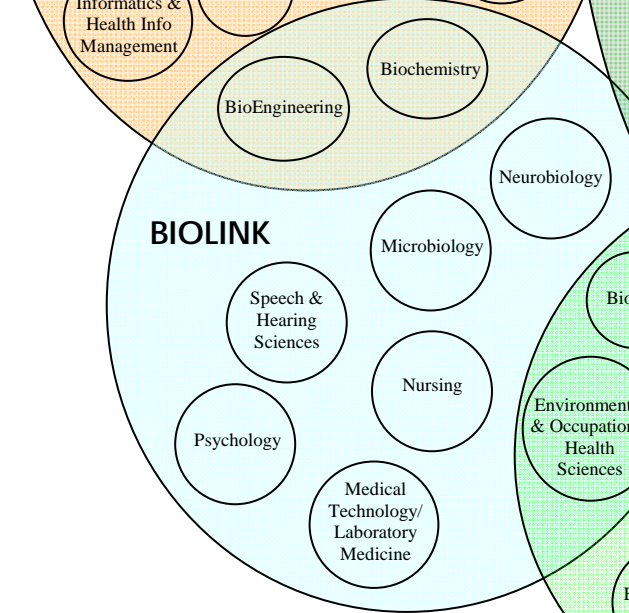 Informatics &
Health Info
Management
Biochemistry
BioEngineering
Neurobiology
BIOLINK
Microbiology
Speech &
Hearing
Sciences
Bio
Nursing
Environment
& Occupation
Health
Sciences
Psychology
Medical
Technology/
Laboratory
Medicine